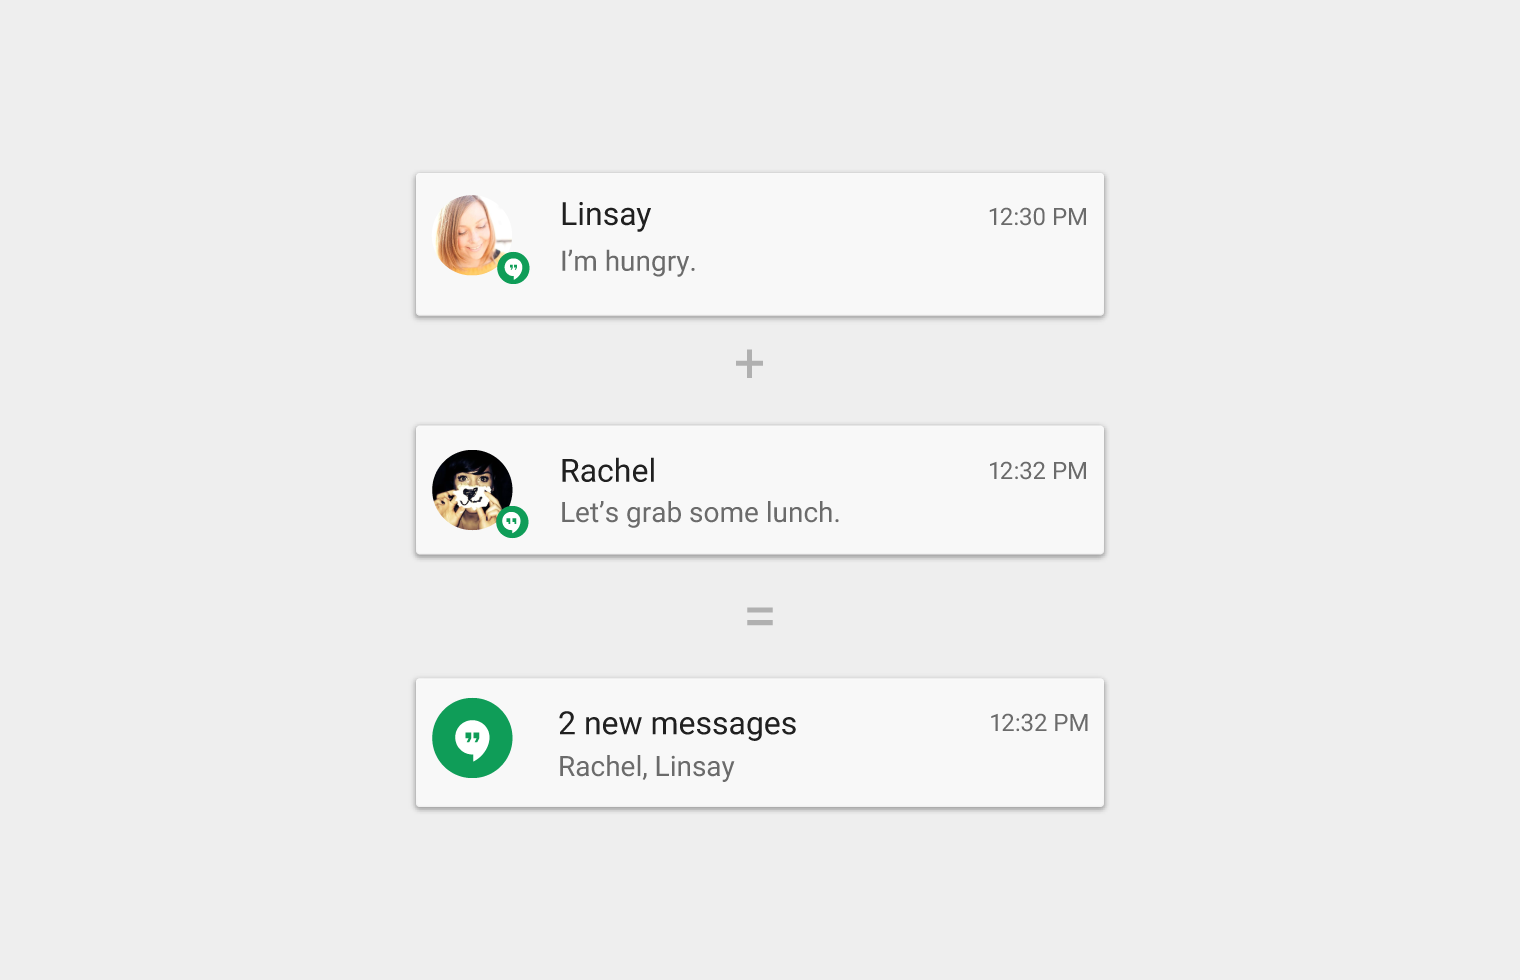 Linsay
12:30 PM
I’m hungry.
+
Rachel
12:32 PM
Let’s grab some lunch.
=
2 new messages
12:32 PM
Rachel, Linsay